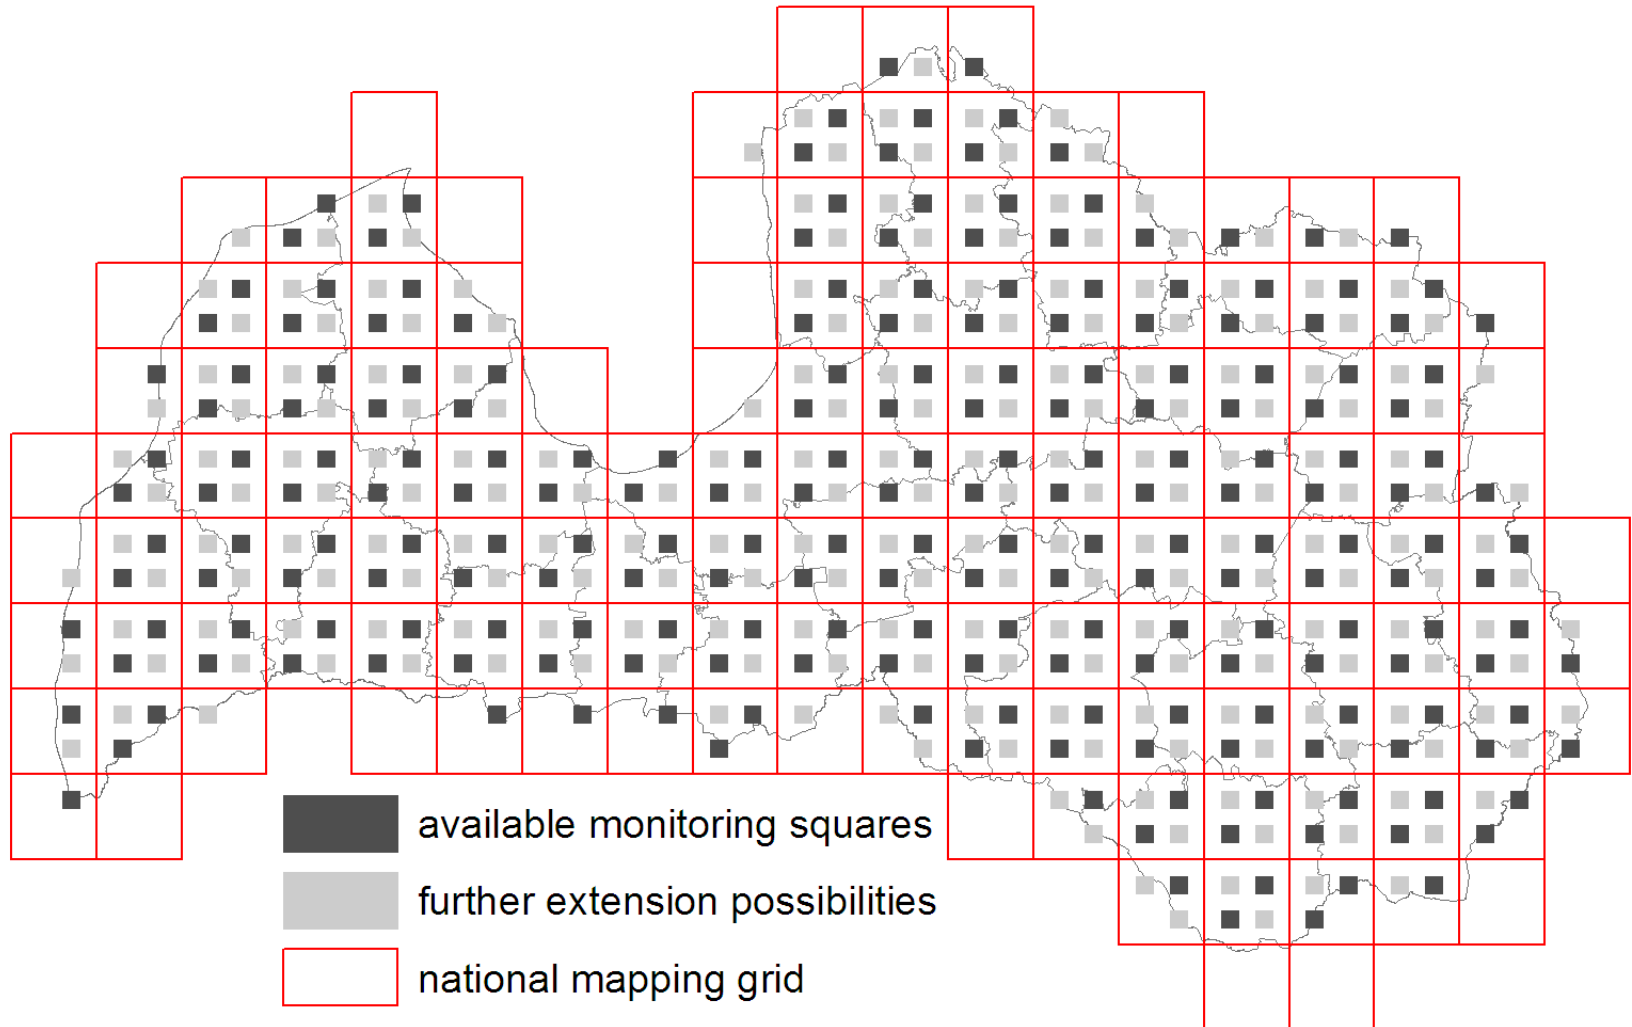 available monitoring squares
further extension possibilities
national mapping grid